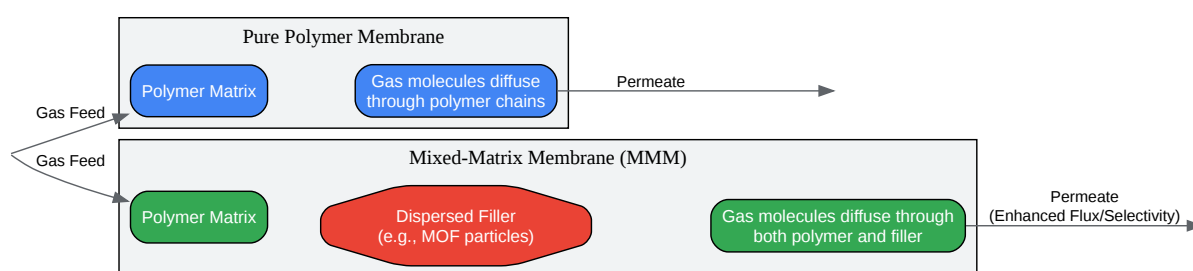 Pure Polymer Membrane
Polymer Matrix
Gas molecules diffuse
through polymer chains
Permeate
Gas Feed
Gas Feed
Mixed-Matrix Membrane (MMM)
Polymer Matrix
Dispersed Filler
(e.g., MOF particles)
Gas molecules diffuse through
both polymer and filler
Permeate
(Enhanced Flux/Selectivity)